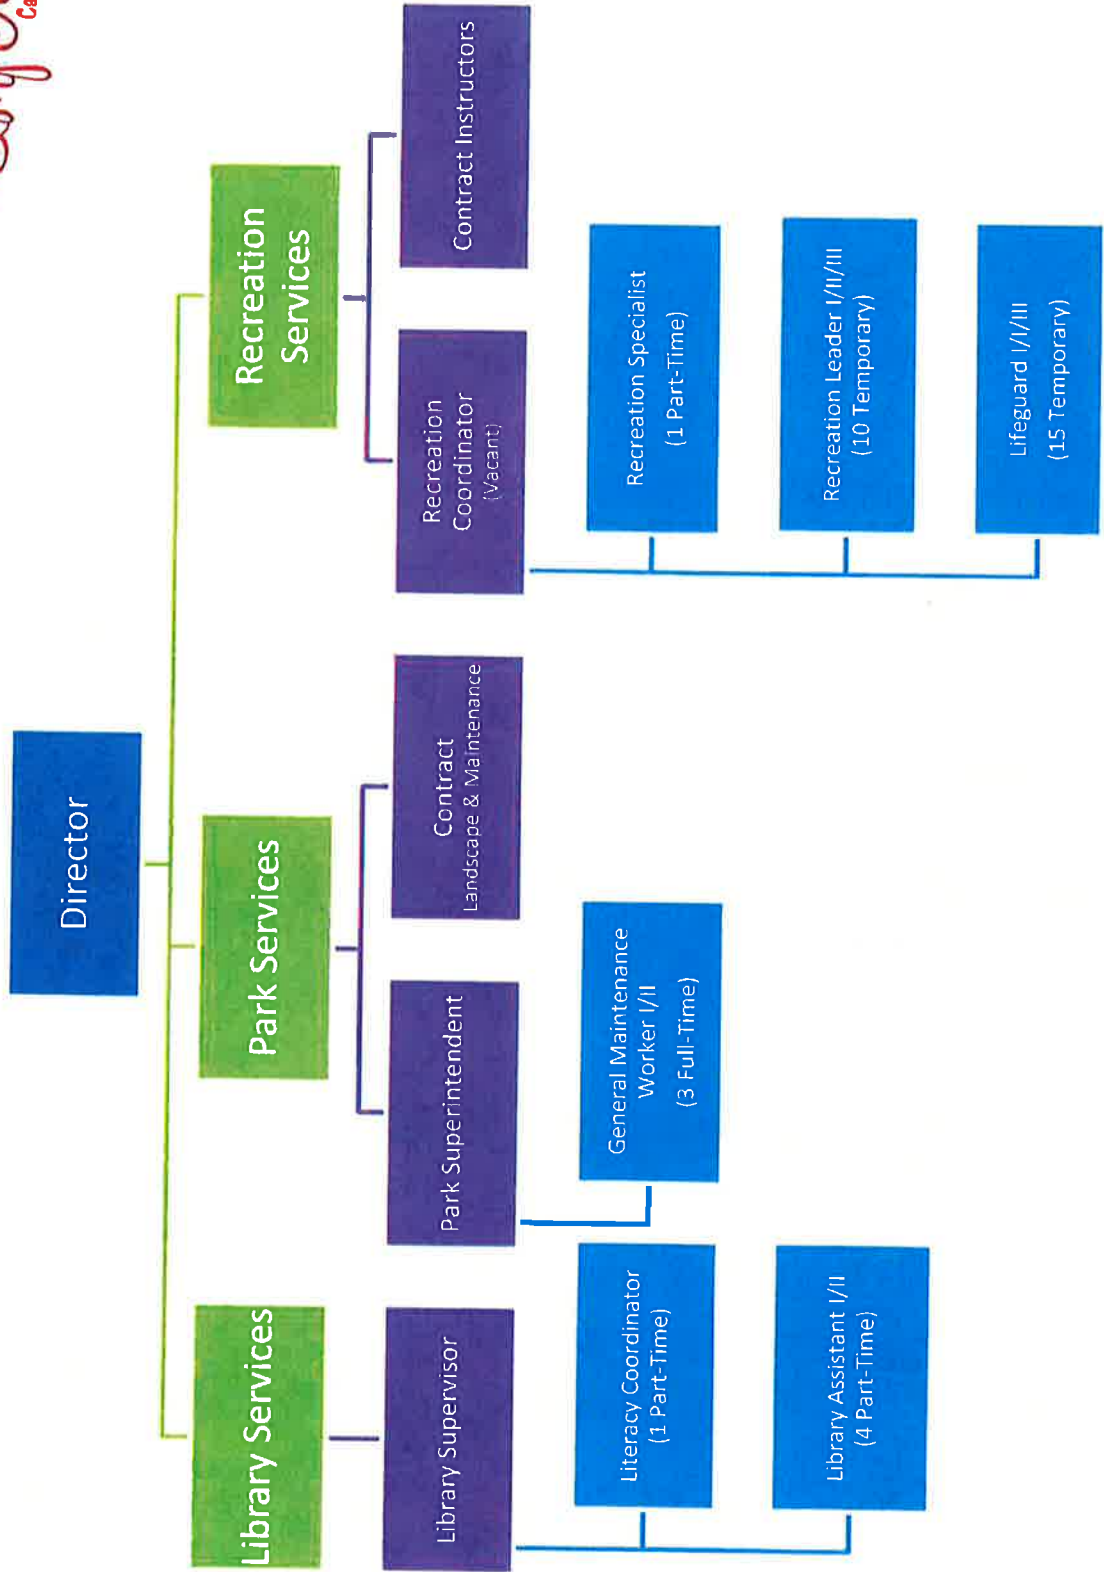 Director
Library Services
Park Services
Recreation
Services
Library Supervisor
Park Superintendent
Contract
Landscape & Maintenance
Recreation
Coordinator
(Vacant)
Contract Instructors
Literacy Coordinator
(1 Part-Time)
Library Assistant I/II
(4 Part-Time)
General Maintenance
Worker I/II
(3 Full-Time)
Recreation Specialist
(1 Part-Time)
Recreation Leader I/II/III
(10 Temporary)
Lifeguard I/I/III
(15 Temporary)